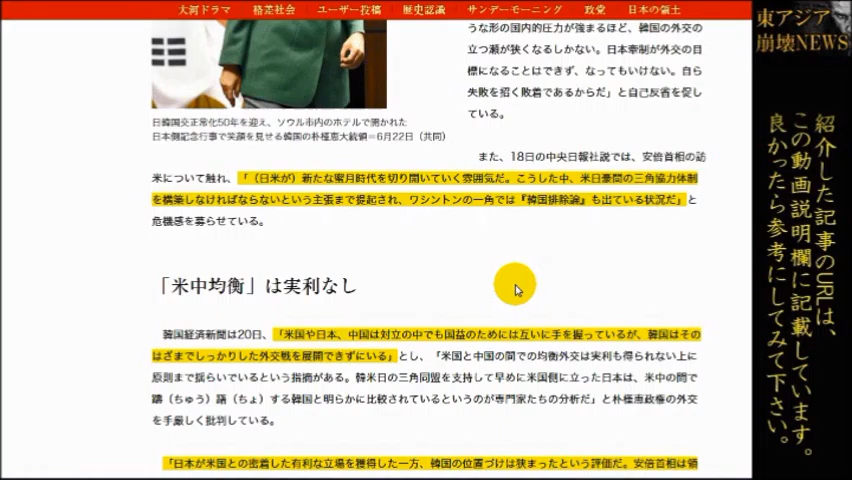 大河ドラマ 格差社会 ユーザー投稿 歴史認識 サンデーモーニング 政党 日本の領土
東アジア
崩壊NEWS
うな形の国内的圧力が強まるほど、韓国の外交の
立つ瀬が狭くなるしかない。日本牽制が外交の目
標になることはできず、なってもいけない。自ら
失敗を招く敗着であるからだ」と自己反省を促し
ている。
日韓国交正常化50年を迎え、ソウル市内のホテルで開かれた
日本側記念行事で笑顔を見せる韓国の朴槿恵大統領=6月22日(共同)
また、18日の中央日報社説では、安倍首相の訪
米について触れ、「(日米が)新たな蜜月時代を切り開いていく雰囲気だ。こうした中、米日豪間の三角協力体制
を構築しなければならないという主張まで提起され、ワシントンの一角では『韓国排除論』も出ている状況だ」と
危機感を募らせている。
「米中均衡」は実利なし
韓国経済新聞は20日、「米国や日本、中国は対立の中でも国益のためには互いに手を握っているが、韓国はその
はざまでしっかりした外交戦を展開できずにいる」とし、「米国と中国の間での均衡外交は実利も得られない上に
原則まで揺らいでいるという指摘がある。韓米日の三角同盟を支持して早めに米国側に立った日本は、米中の間で
躊(ちゅう)躇(ちょ)する韓国と明らかに比較されているというのが専門家たちの分析だ」と朴槿恵政権の外交
を手厳しく批判している。
「日本が米国との密着した有利な立場を獲得した一方、韓国の位置づけは狭まったという評価だ。安倍首相は領
紹介した記事のURLは、
この動画説明欄に記載しています。
良かったら参考にしてみて下さい。